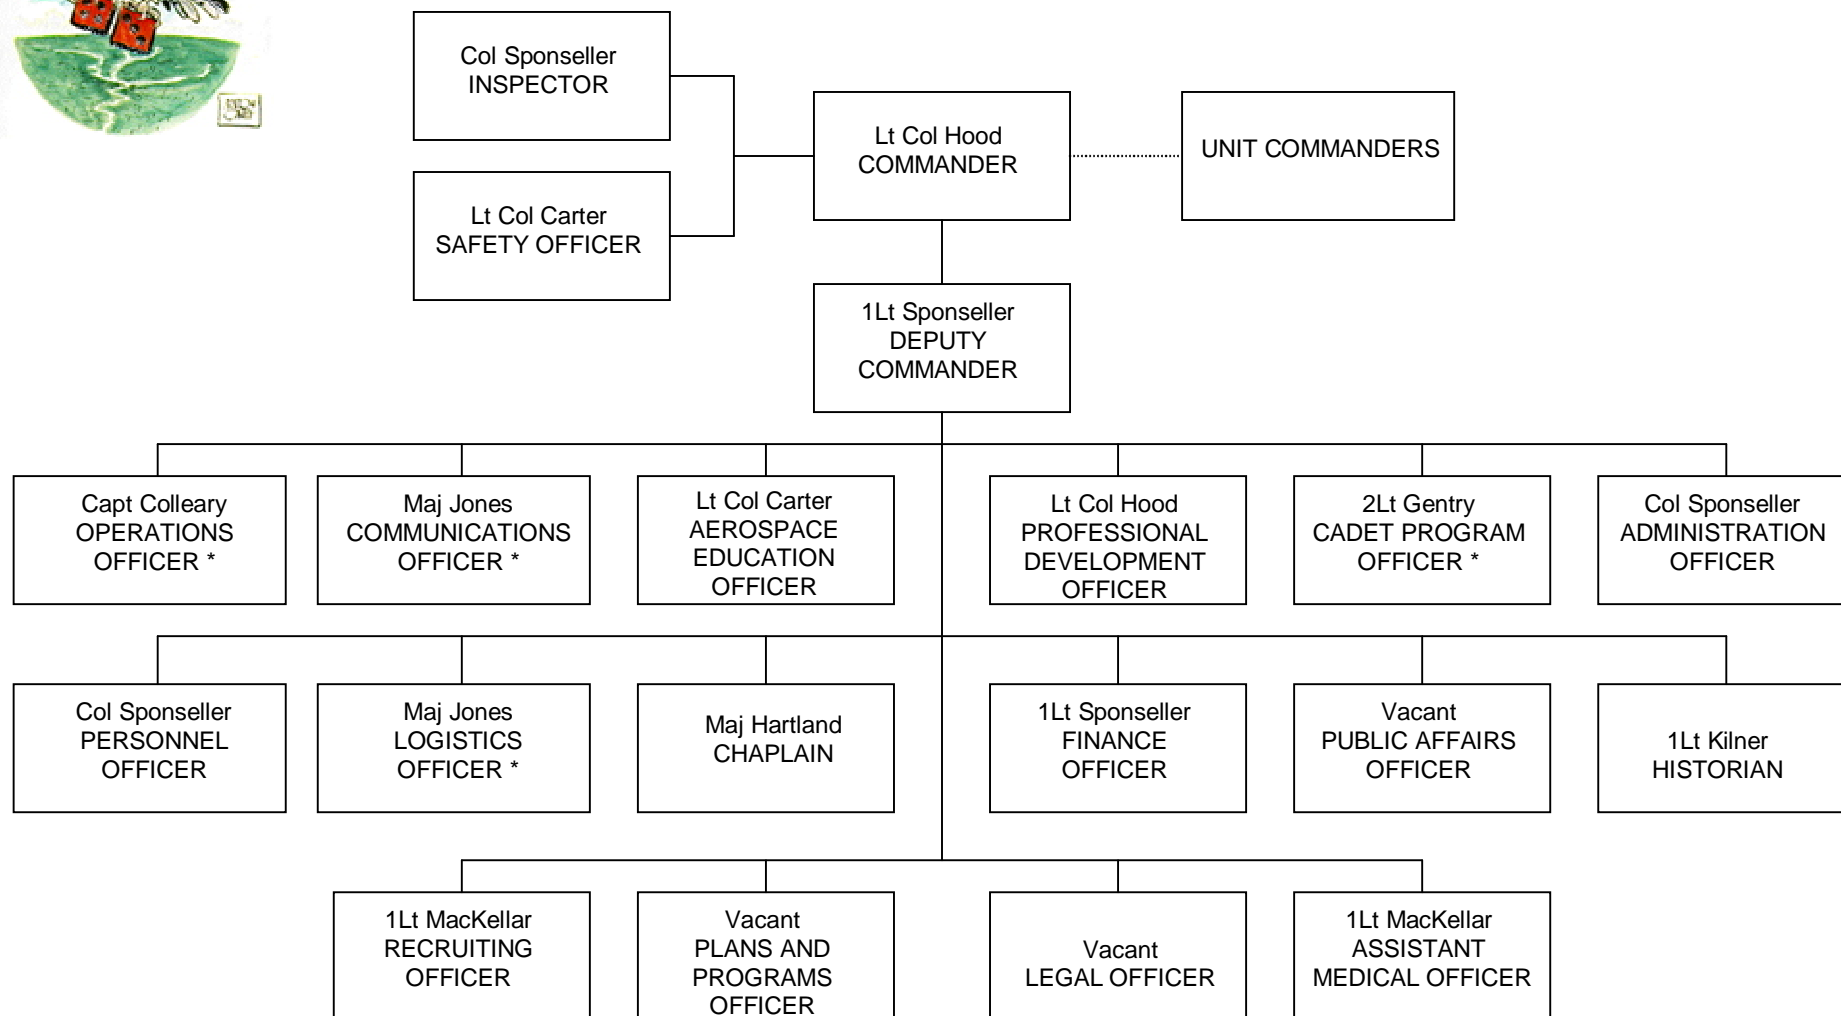 Col Sponseller
INSPECTOR
Lt Col Hood
COMMANDER
UNIT COMMANDERS
Lt Col Carter
SAFETY OFFICER
1Lt Sponseller
DEPUTY
COMMANDER
Capt Colleary
OPERATIONS
OFFICER *
Maj Jones
COMMUNICATIONS
OFFICER *
Lt Col Carter
AEROSPACE
EDUCATION
OFFICER
Lt Col Hood
PROFESSIONAL
DEVELOPMENT
OFFICER
2Lt Gentry
CADET PROGRAM
OFFICER *
Col Sponseller
ADMINISTRATION
OFFICER
Col Sponseller
PERSONNEL
OFFICER
Maj Jones
LOGISTICS
OFFICER *
Maj Hartland
CHAPLAIN
1Lt Sponseller
FINANCE
OFFICER
Vacant
PUBLIC AFFAIRS
OFFICER
1Lt Kilner
HISTORIAN
1Lt MacKellar
RECRUITING
OFFICER
Vacant
PLANS AND
PROGRAMS
OFFICER
Vacant
LEGAL OFFICER
1Lt MacKellar
ASSISTANT
MEDICAL OFFICER